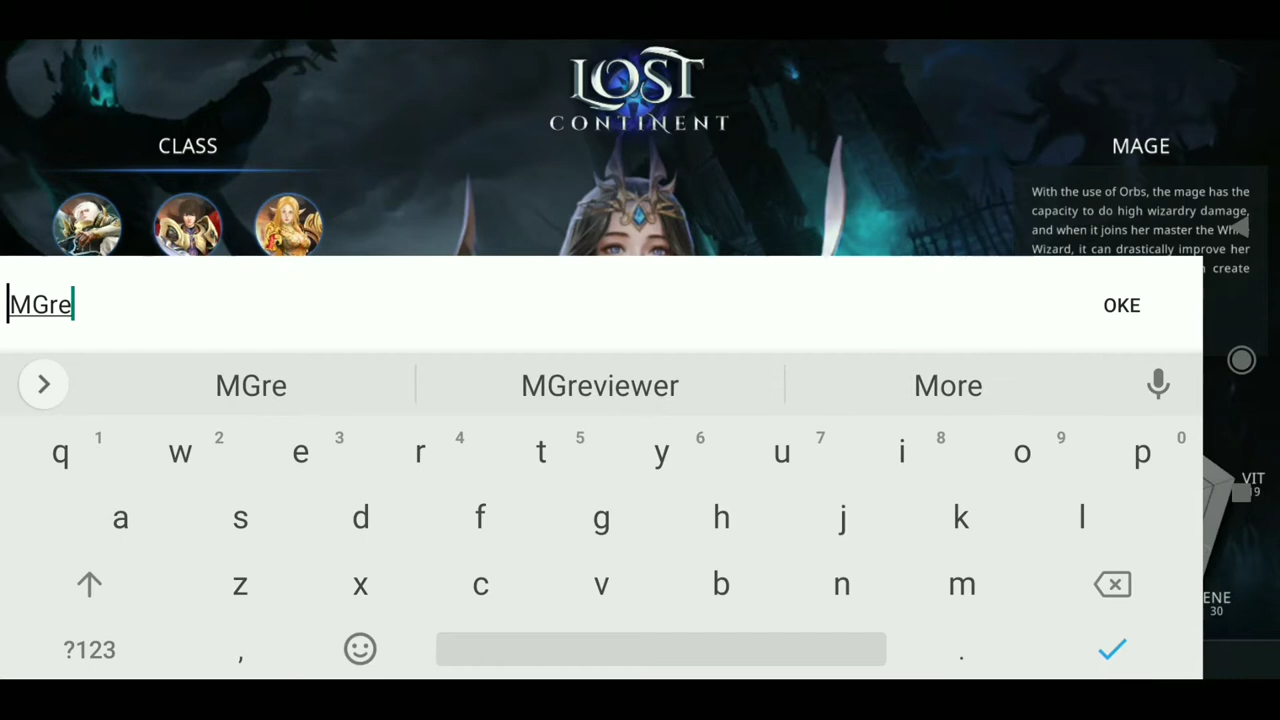 LOST
CONTINENT
CLASS
MAGE
With the use of Orbs, the mage has the
capacity to do high wizardry damage,
and when it joins her master the
Wizard, it can drastically improve her
create
MGre
OKE
MGre
MGreviewer
More
q 1 w 2 e 3 r 4 t 5 y 6 u 7 i 8 o 9 p 0
a s d f g h j k l
z x c v b n m
?123 , .
VIT
ENE
30